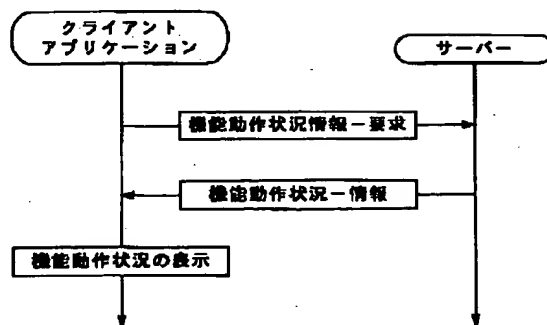 クライアント
アプリケーション
サーバー
機能動作状況情報－要求
機能動作状況－情報
機能動作状況の表示